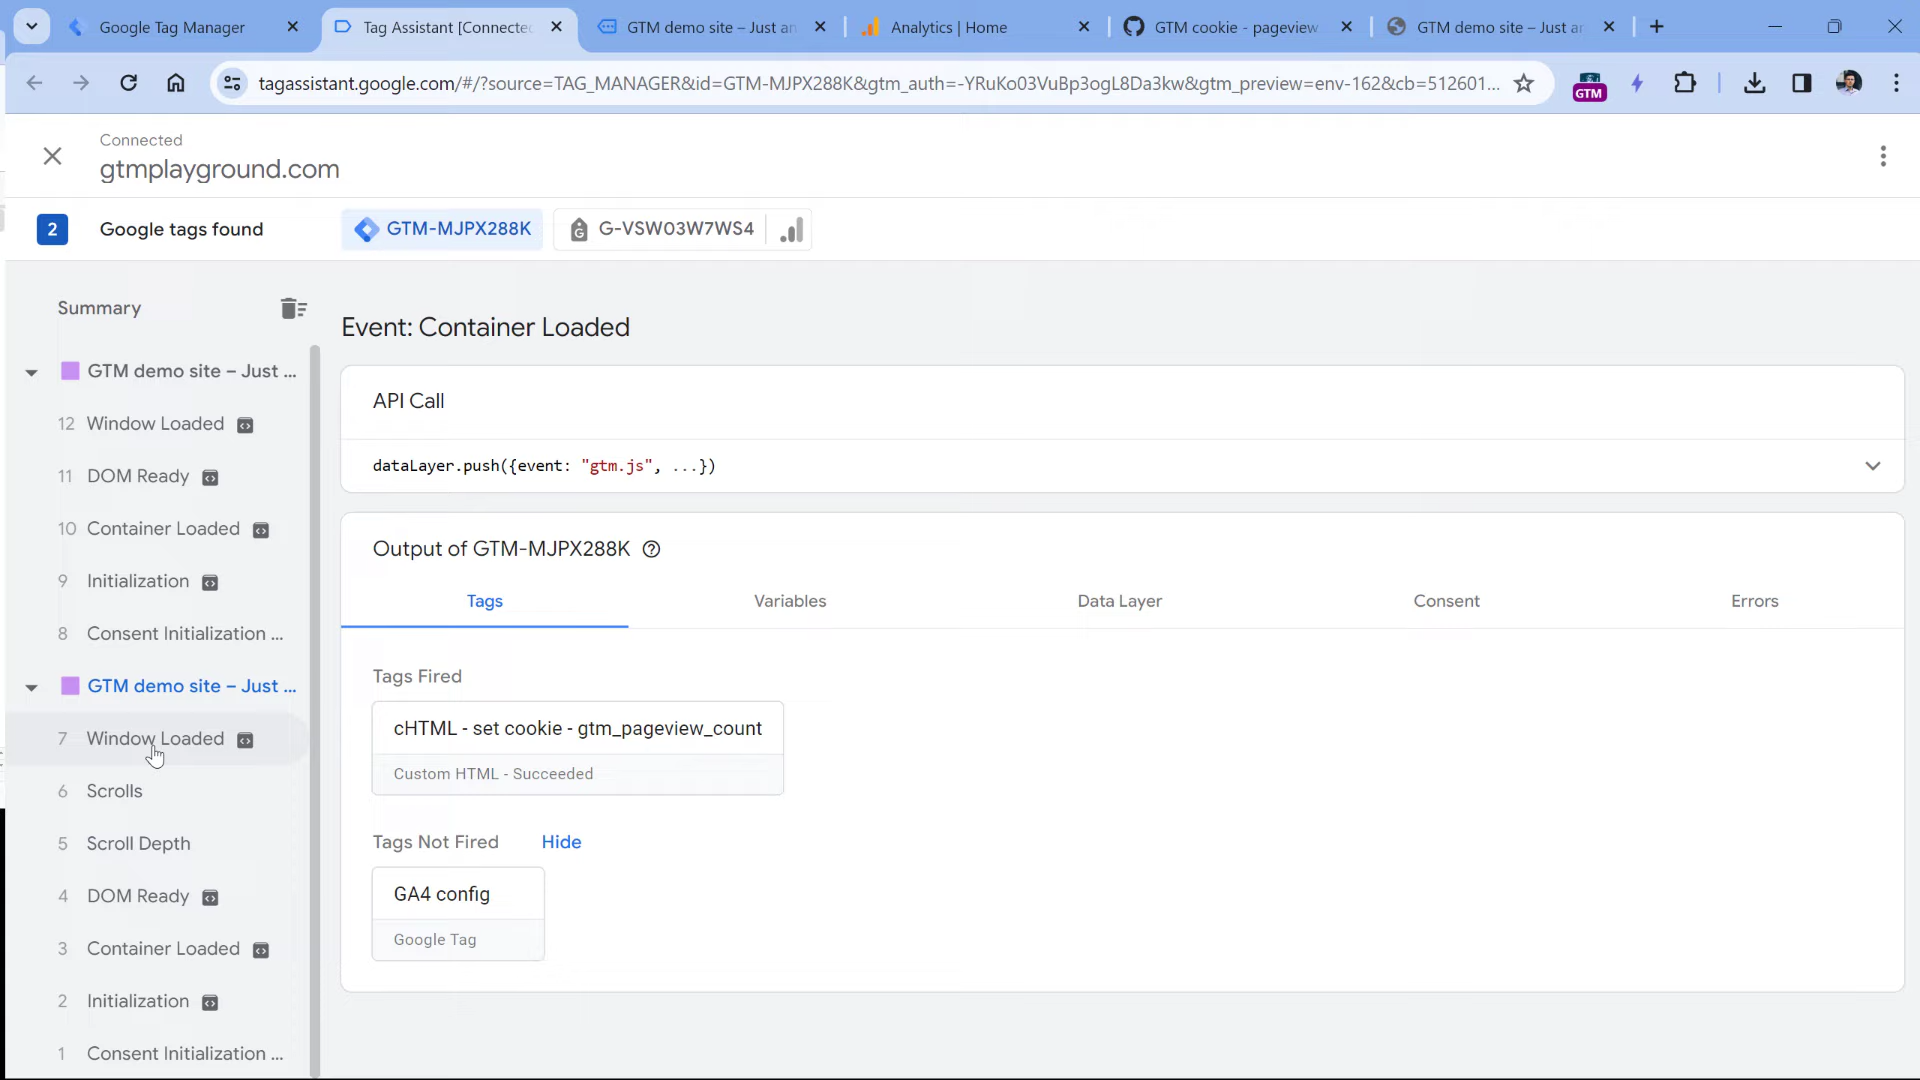 Google Tag Manager
Tag Assistant [Connecte
GTM demo site – Just an
Analytics | Home
GTM cookie - pageview
GTM demo site – Just ar
tagassistant.google.com/#/?source=TAG_MANAGER&id=GTM-MJPX288K&gtm_auth=-YRuKo03VuBp3ogL8Da3kw&gtm_preview=env-162&cb=512601...
GTM
Connected
gtmplayground.com
2
Google tags found
GTM-MJPX288K
G-VSW03W7WS4
Summary
GTM demo site – Just ...
12 Window Loaded
11 DOM Ready
10 Container Loaded
9 Initialization
8 Consent Initialization ...
GTM demo site – Just ...
7 Window Loaded
6 Scrolls
5 Scroll Depth
4 DOM Ready
3 Container Loaded
2 Initialization
1 Consent Initialization ...
Event: Container Loaded
API Call
dataLayer.push({event: "gtm.js", ...})
Output of GTM-MJPX288K
Tags
Variables
Data Layer
Consent
Errors
Tags Fired
cHTML - set cookie - gtm_pageview_count
Custom HTML - Succeeded
Tags Not Fired
Hide
GA4 config
Google Tag